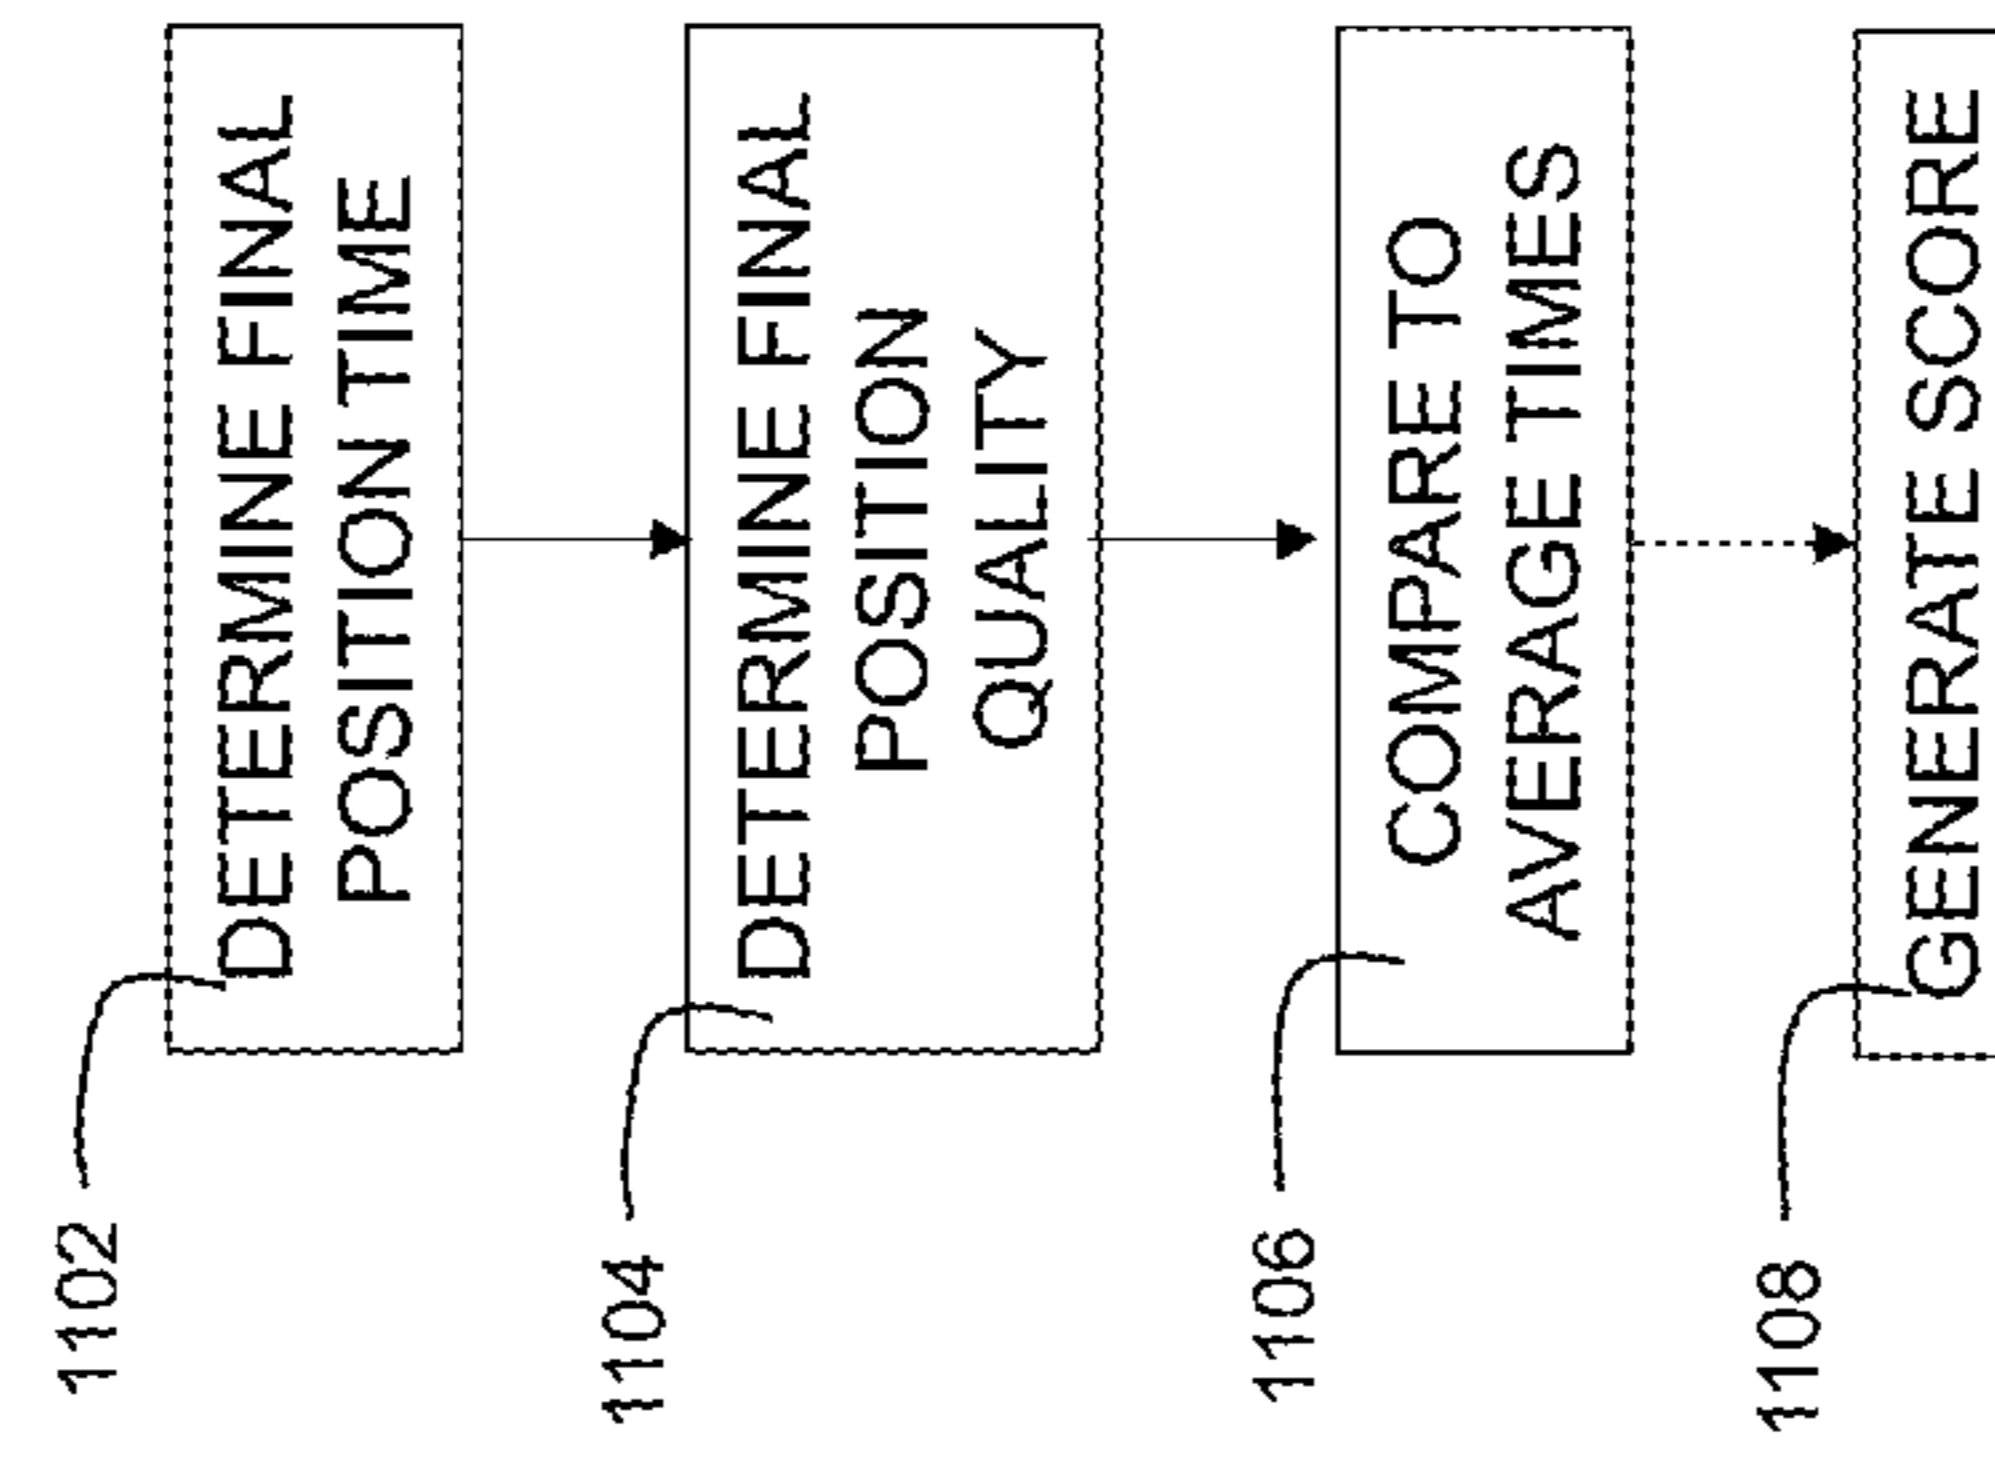 1102
DETERMINE FINAL
POSITION TIME
1104
DETERMINE FINAL
POSITION
QUALITY
1106
COMPARE TO
AVERAGE TIMES
1108
GENERATE SCORE